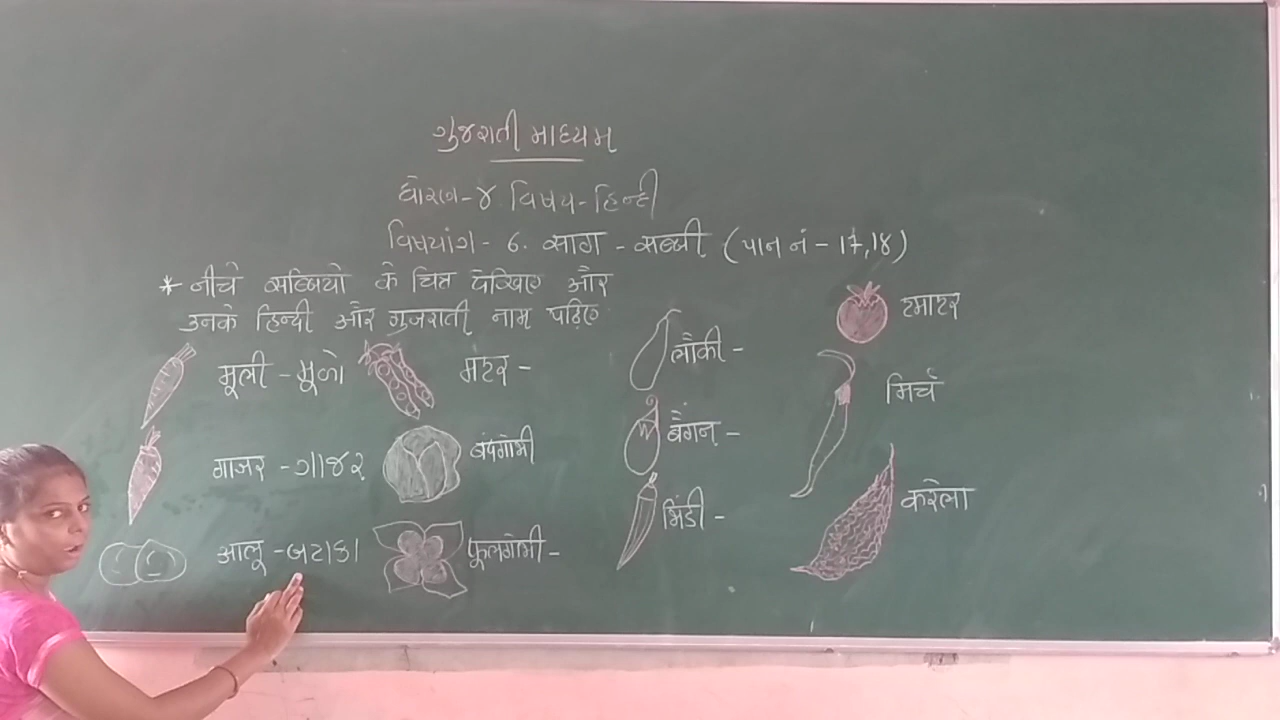 ગુજરાતી માધ્યમ
ધોરણ-૪ વિષય-હિન્દી
વિષયાંગ - 6. साग - सब्जी (पान नं - 17,18)
* नीचे सब्जियो के चित्र देखिए और
उनके हिन्दी और गुजराती नाम पढ़िए
मूली - મૂળો
गाजर - ગાજર
आलू - બટાકા
मटर -
बंधगोभी
फूलगोभी -
लौकी -
बैंगन -
भिंडी -
टमाटर
मिर्च
करेला